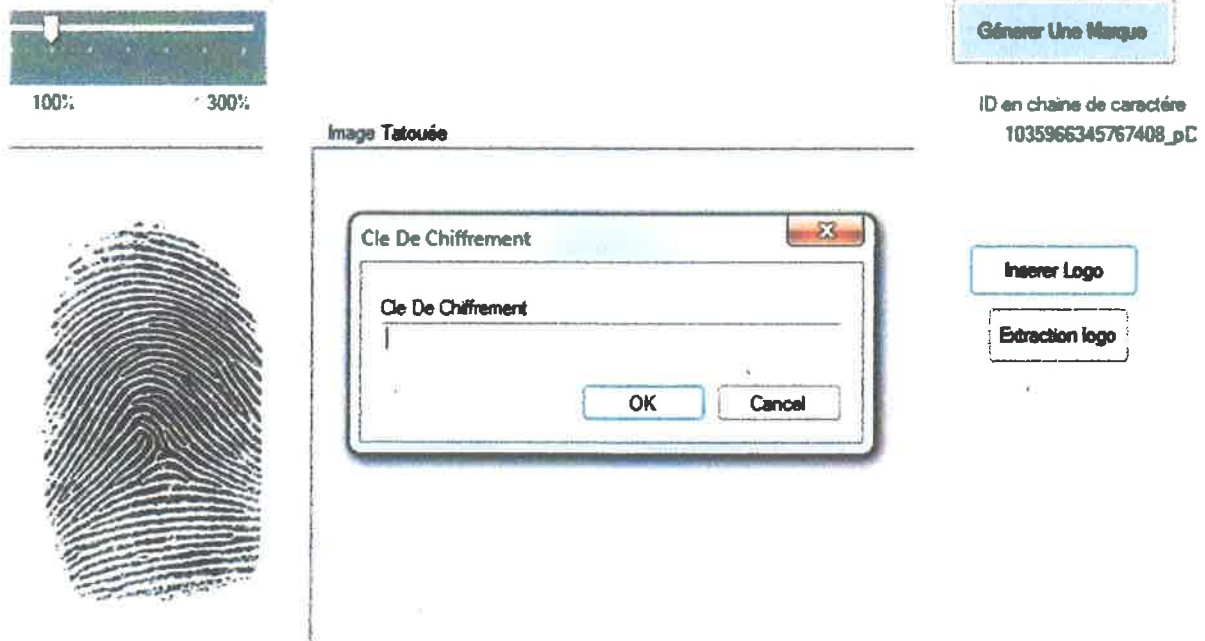 100% 300%
Image Tatouée
Cle De Chiffrement
Cle De Chiffrement
OK Cancel
Génerer Une Marque
ID en chaine de caractére
1035966345767408_pC
Inserer Logo
Extraction logo